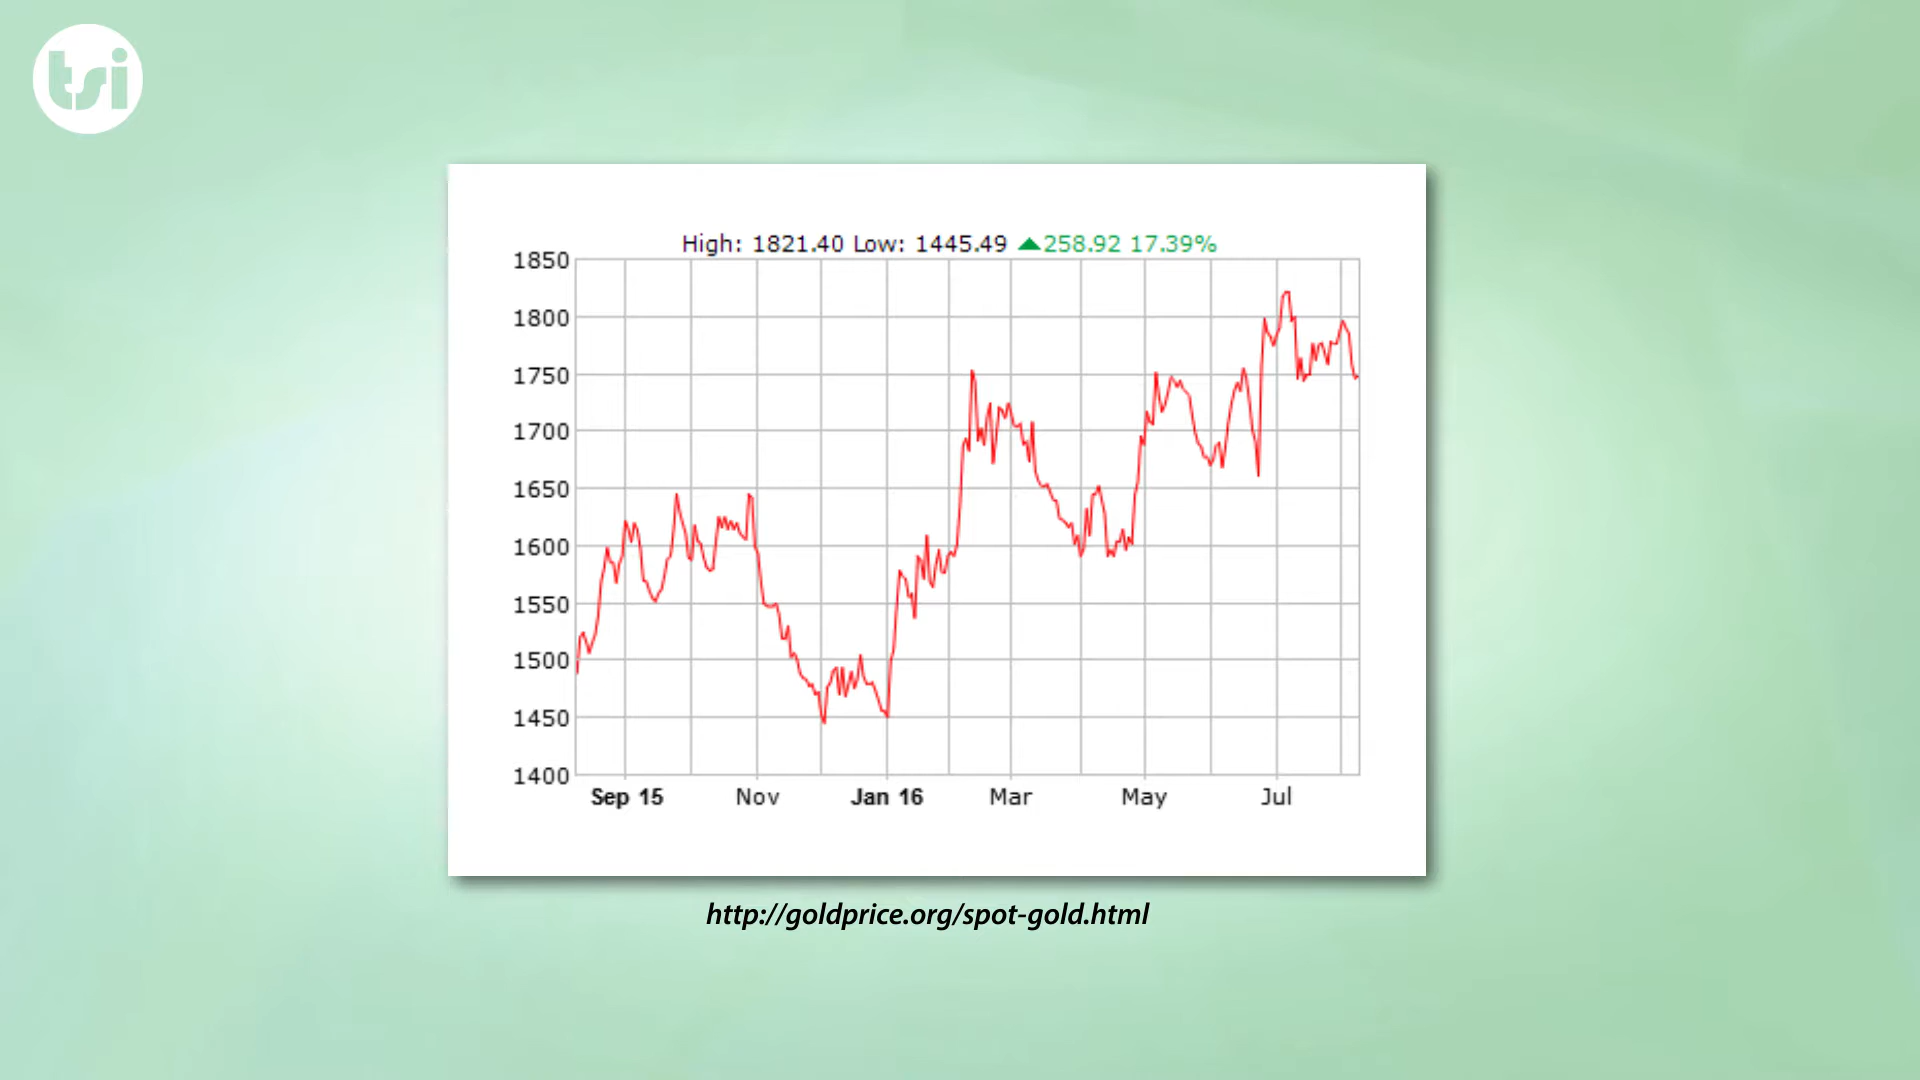 tsi
High: 1821.40 Low: 1445.49 ▲258.92 17.39%
1850
1800
1750
1700
1650
1600
1550
1500
1450
1400
Sep 15 Nov Jan 16 Mar May Jul
http://goldprice.org/spot-gold.html